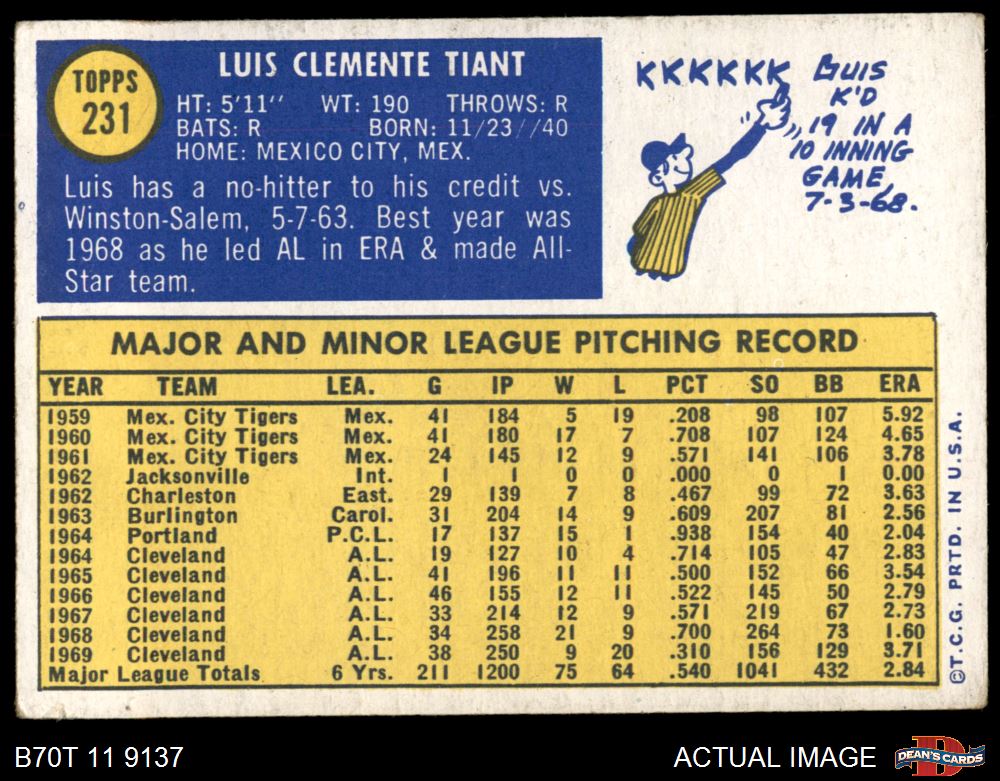 TOPPS
231
LUIS CLEMENTE TIANT
HT: 5'11" WT: 190 THROWS: R
BATS: R BORN: 11/23//40
HOME: MEXICO CITY, MEX.
Luis has a no-hitter to his credit vs.
Winston-Salem, 5-7-63. Best year was
1968 as he led AL in ERA & made All-
Star team.
KKKKKK
LUIS
K'D
19 IN A
10 INNING
GAME,
7-3-68.
MAJOR AND MINOR LEAGUE PITCHING RECORD
YEAR TEAM LEA. G IP W L PCT SO BB ERA
1959 Mex. City Tigers Mex. 41 184 5 19 .208 98 107 5.92
1960 Mex. City Tigers Mex. 41 180 17 7 .708 107 124 4.65
1961 Mex. City Tigers Mex. 24 145 12 9 .571 141 106 3.78
1962 Jacksonville Int. 1 1 0 0 .000 0 1 0.00
1962 Charleston East. 29 139 7 8 .467 99 72 3.63
1963 Burlington Carol. 31 204 14 9 .609 207 81 2.56
1964 Portland P.C.L. 17 137 15 1 .938 154 40 2.04
1964 Cleveland A.L. 19 127 10 4 .714 105 47 2.83
1965 Cleveland A.L. 41 196 11 11 .500 152 66 3.54
1966 Cleveland A.L. 46 155 12 11 .522 145 50 2.79
1967 Cleveland A.L. 33 214 12 9 .571 219 67 2.73
1968 Cleveland A.L. 34 258 21 9 .700 264 73 1.60
1969 Cleveland A.L. 38 250 9 20 .310 156 129 3.71
Major League Totals 6 Yrs. 211 1200 75 64 .540 1041 432 2.84
©T.C.G. PRTD. IN U.S.A.
B70T 11 9137
ACTUAL IMAGE
D
DEAN'S CARDS